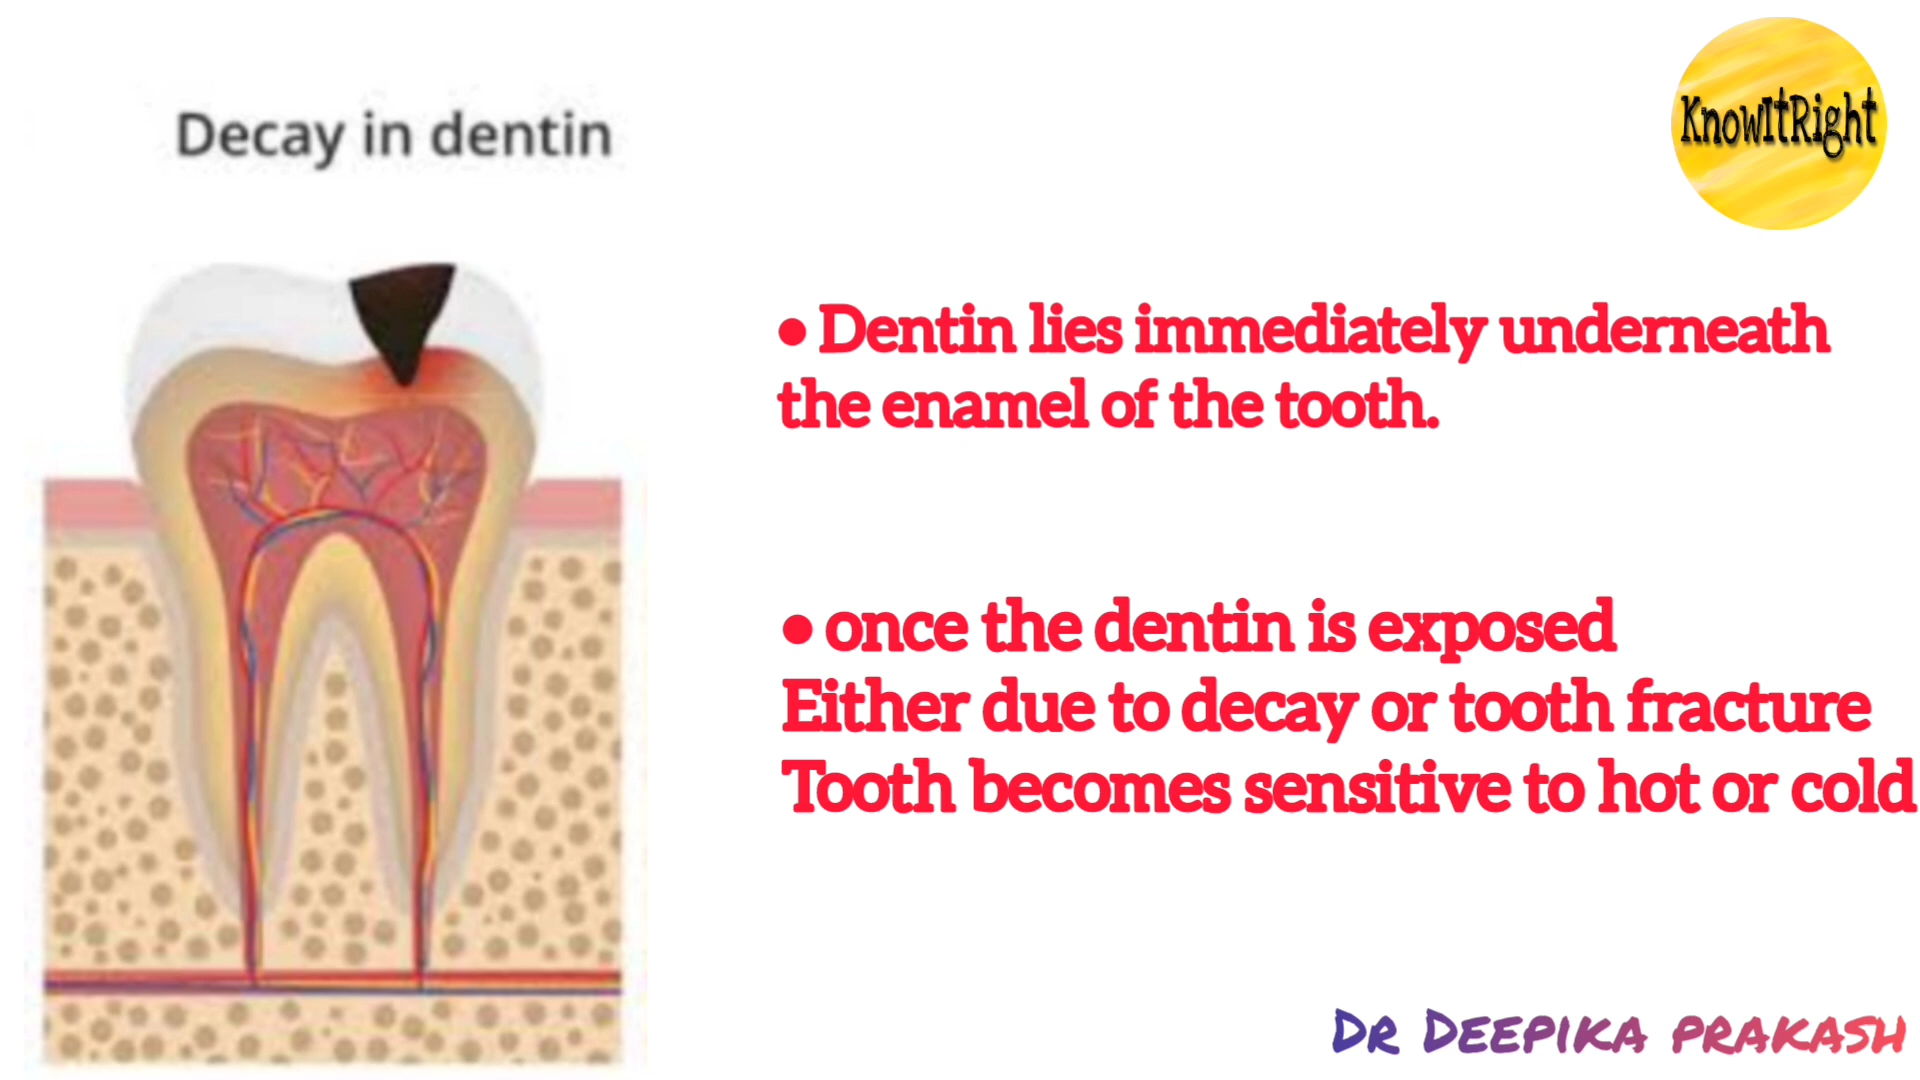 Decay in dentin
KnowItRight
• Dentin lies immediately underneath
the enamel of the tooth.
• once the dentin is exposed
Either due to decay or tooth fracture
Tooth becomes sensitive to hot or cold
DR DEEPIKA PRAKASH